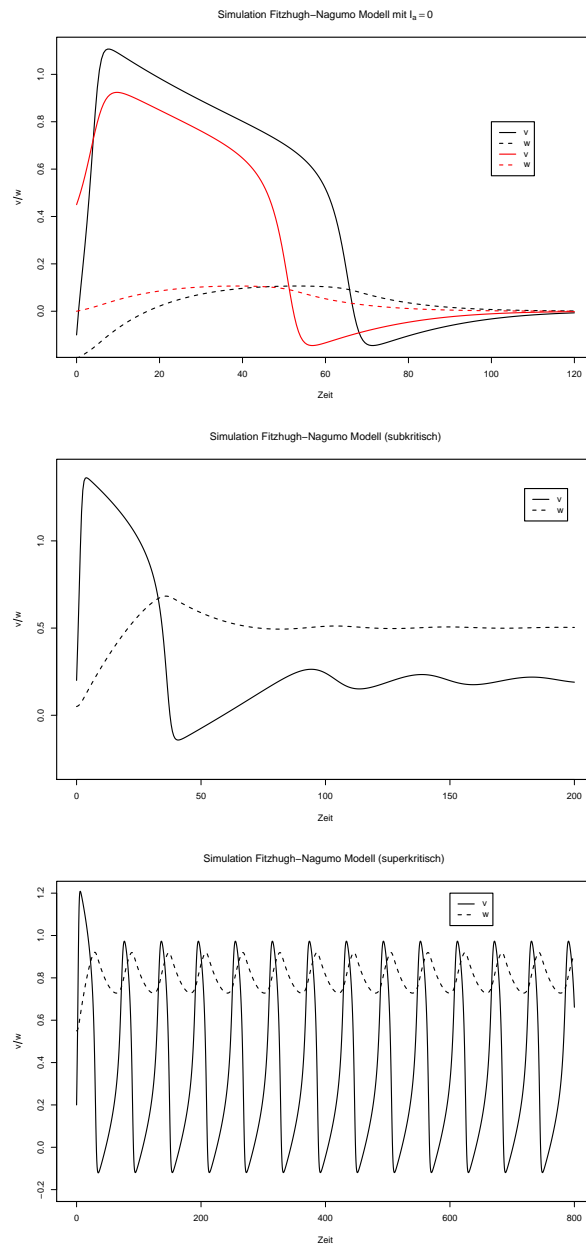 Simulation Fitzhugh−Nagumo Modell mit Ia = 0
1.0
0.8
0.6
0.4
0.2
0.0
v/w
v
w
v
w
0 20 40 60 80 100 120
Zeit
Simulation Fitzhugh−Nagumo Modell (subkritisch)
1.0
0.5
0.0
v/w
v
w
0 50 100 150 200
Zeit
Simulation Fitzhugh−Nagumo Modell (superkritisch)
1.2
1.0
0.8
0.6
0.4
0.2
0.0
−0.2
v/w
v
w
0 200 400 600 800
Zeit